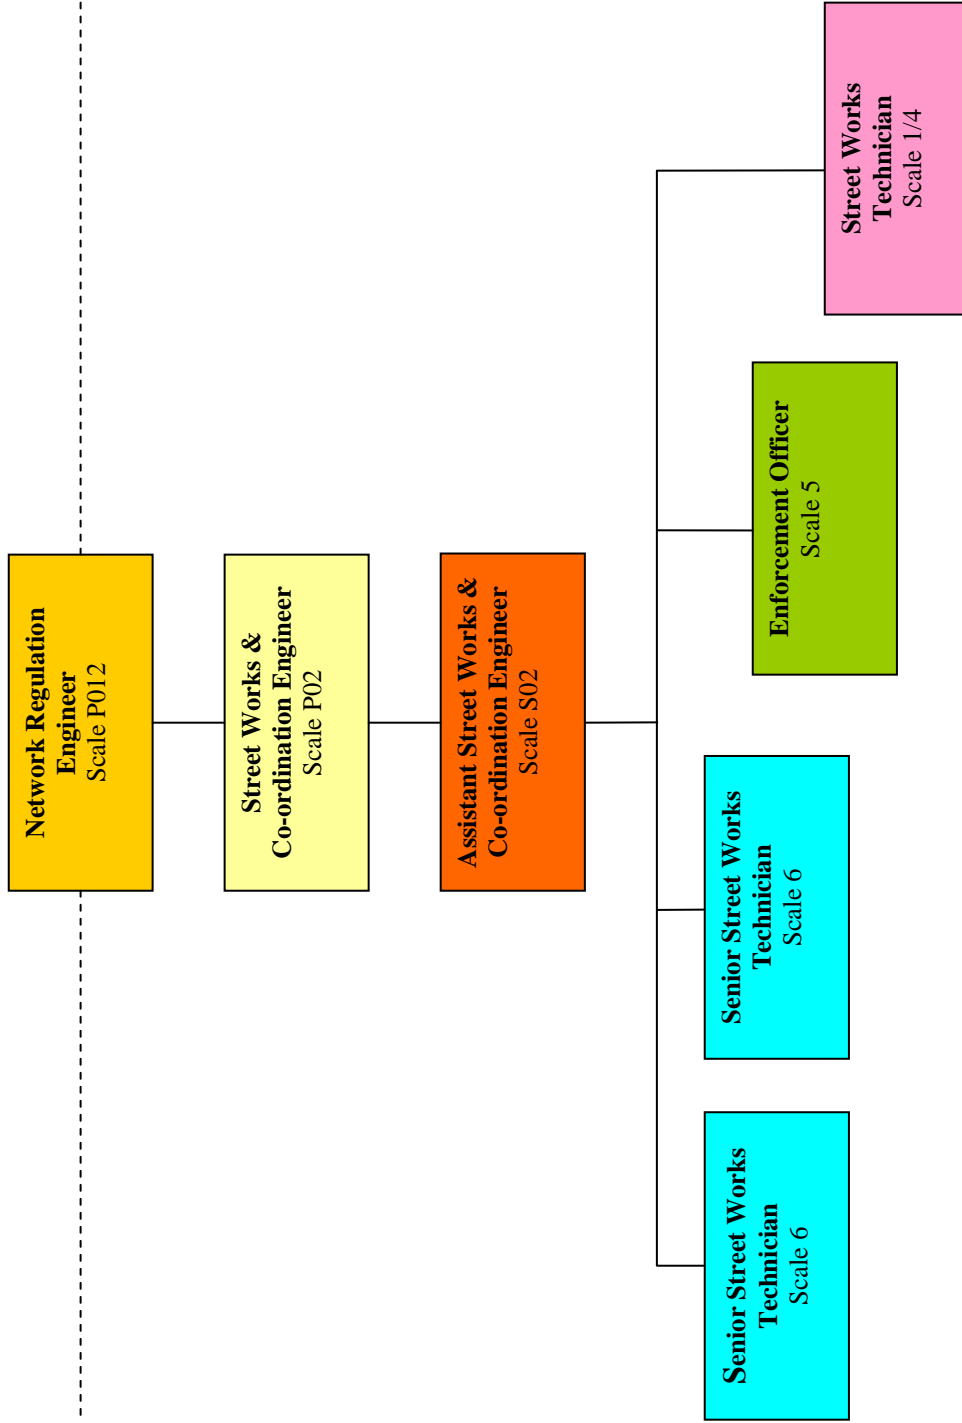 Network Regulation
Engineer
Scale P012
Street Works &
Co-ordination Engineer
Scale P02
Assistant Street Works &
Co-ordination Engineer
Scale S02
Senior Street Works
Technician
Scale 6
Senior Street Works
Technician
Scale 6
Enforcement Officer
Scale 5
Street Works
Technician
Scale 1/4